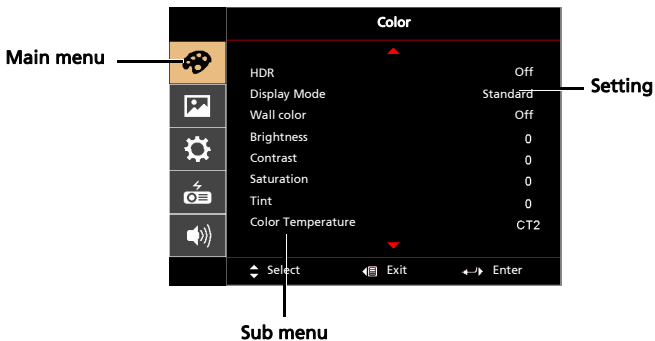 Color
Main menu
HDR Off
Display Mode Standard
Setting
Wall color Off
Brightness 0
Contrast 0
Saturation 0
Tint 0
Color Temperature CT2
Select Exit Enter
Sub menu